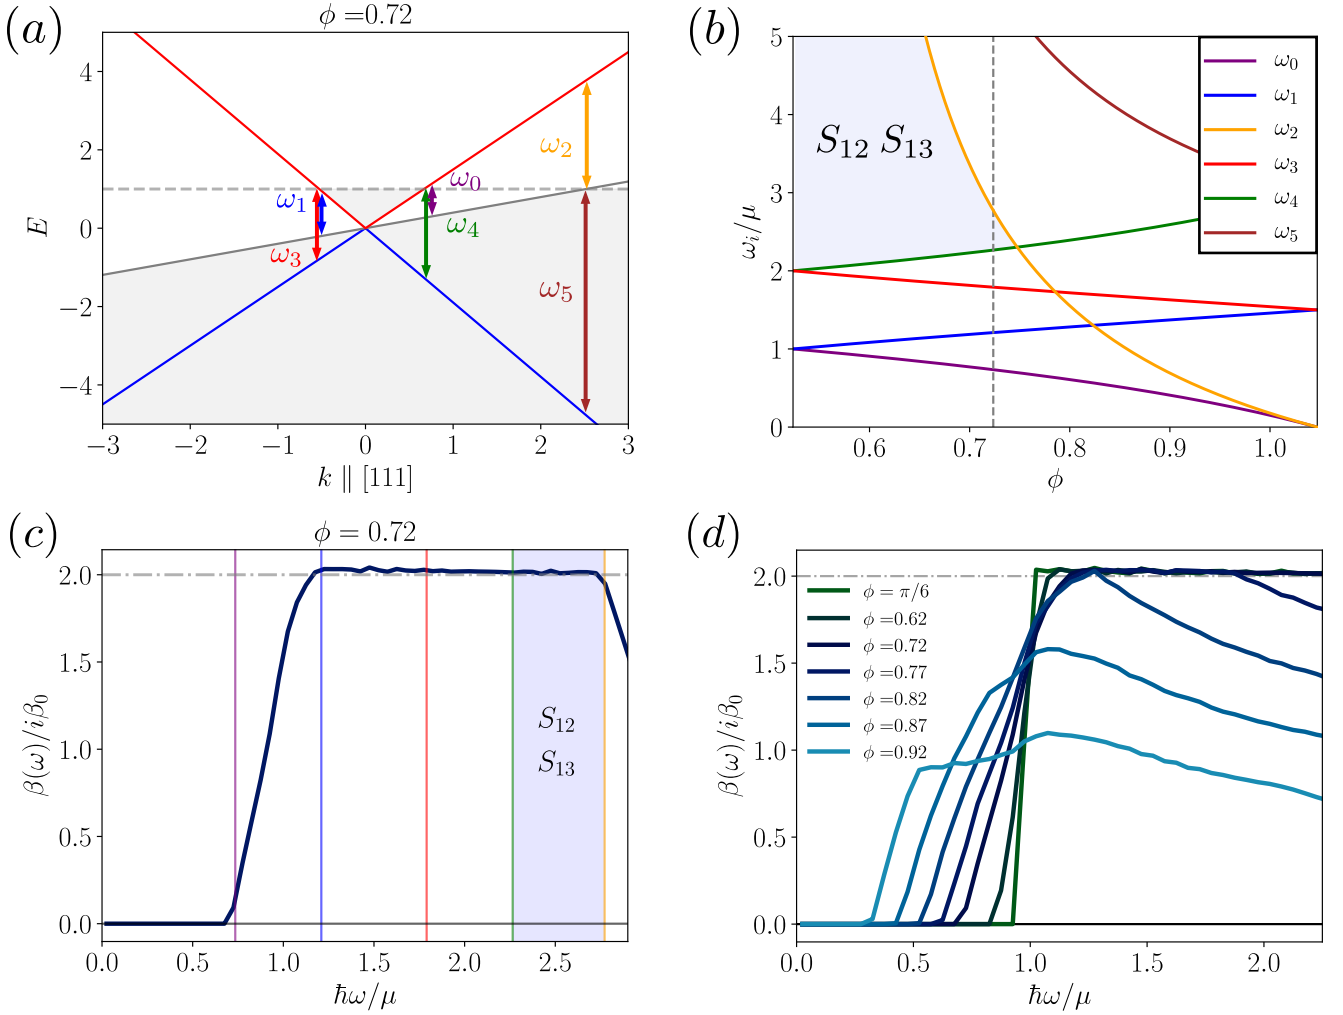 (a)
ϕ =0.72
E
4
2
0
−2
−4
ω₂
ω₀
ω₁
ω₄
ω₃
ω₅
−3 −2 −1 0 1 2 3
k ∥ [111]
(b)
ωᵢ/μ
5
4
3
2
1
0
S₁₂ S₁₃
ω₀
ω₁
ω₂
ω₃
ω₄
ω₅
0.6 0.7 0.8 0.9 1.0
ϕ
(c)
ϕ = 0.72
β(ω)/iβ₀
2.0
1.5
1.0
0.5
0.0
S₁₂
S₁₃
0.0 0.5 1.0 1.5 2.0 2.5
ħω/μ
(d)
β(ω)/iβ₀
2.0
1.5
1.0
0.5
0.0
ϕ = π/6
ϕ =0.62
ϕ =0.72
ϕ =0.77
ϕ =0.82
ϕ =0.87
ϕ =0.92
0.0 0.5 1.0 1.5 2.0
ħω/μ